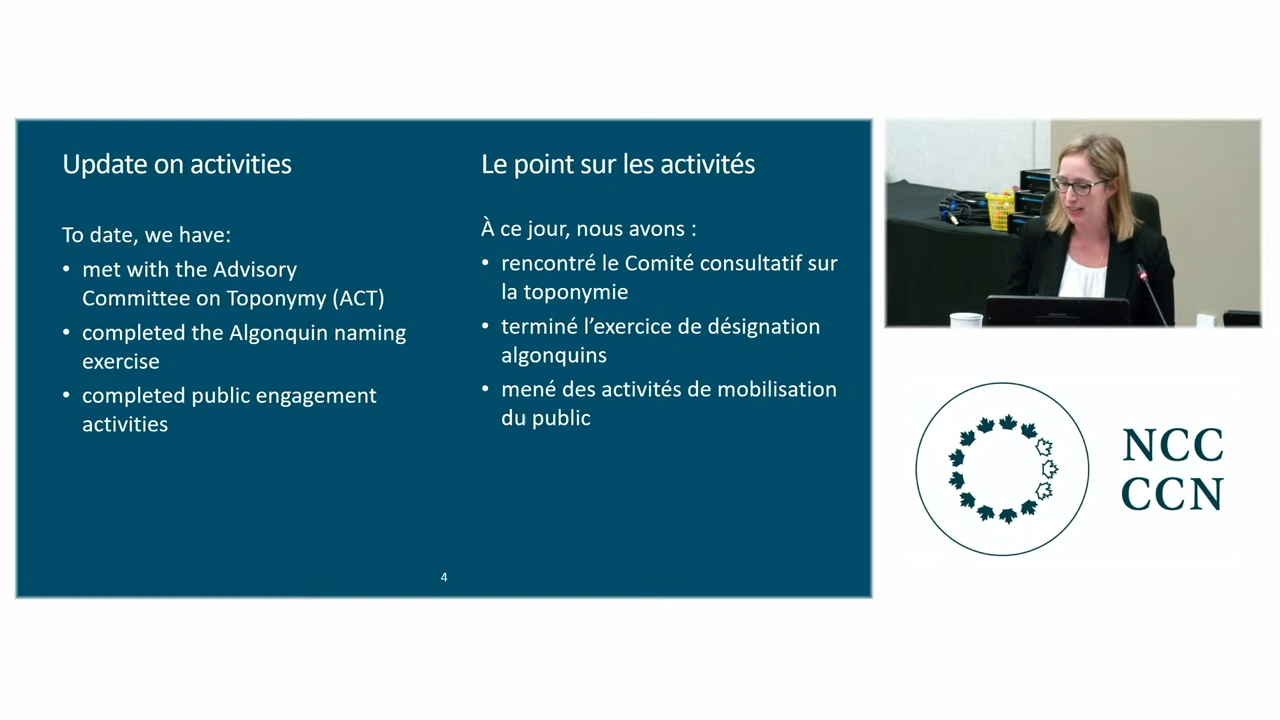 Update on activities
To date, we have:
• met with the Advisory
Committee on Toponymy (ACT)
• completed the Algonquin naming
exercise
• completed public engagement
activities
Le point sur les activités
À ce jour, nous avons :
• rencontré le Comité consultatif sur
la toponymie
• terminé l’exercice de désignation
algonquins
• mené des activités de mobilisation
du public
4
NCC
CCN